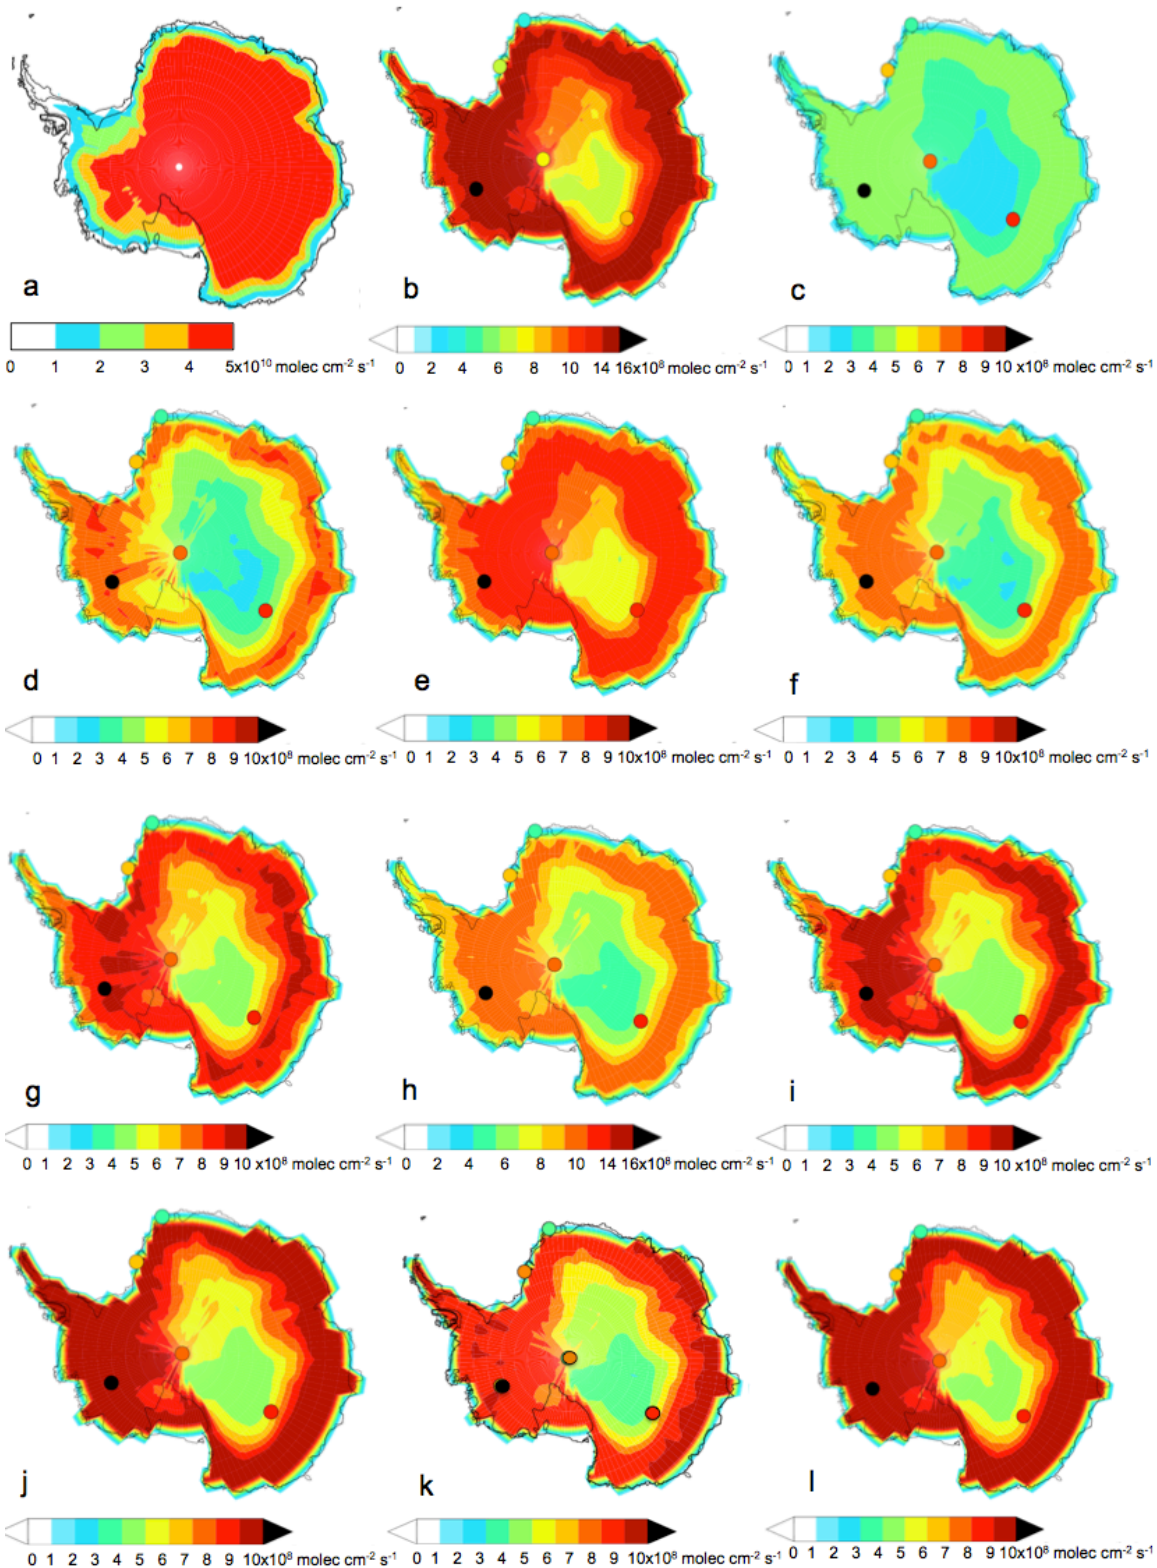 a b c
0 1 2 3 4 5x10¹⁰ molec cm⁻² s⁻¹
0 2 4 6 8 10 14 16x10⁸ molec cm⁻² s⁻¹
0 1 2 3 4 5 6 7 8 9 10 x10⁸ molec cm⁻² s⁻¹
d e f
0 1 2 3 4 5 6 7 8 9 10x10⁸ molec cm⁻² s⁻¹
0 1 2 3 4 5 6 7 8 9 10x10⁸ molec cm⁻² s⁻¹
0 1 2 3 4 5 6 7 8 9 10x10⁸ molec cm⁻² s⁻¹
g h i
0 1 2 3 4 5 6 7 8 9 10 x10⁸ molec cm⁻² s⁻¹
0 2 4 6 8 10 14 16x10⁸ molec cm⁻² s⁻¹
0 1 2 3 4 5 6 7 8 9 10 x10⁸ molec cm⁻² s⁻¹
j k l
0 1 2 3 4 5 6 7 8 9 10x10⁸ molec cm⁻² s⁻¹
0 1 2 3 4 5 6 7 8 9 10x10⁸ molec cm⁻² s⁻¹
0 1 2 3 4 5 6 7 8 9 10x10⁸ molec cm⁻² s⁻¹